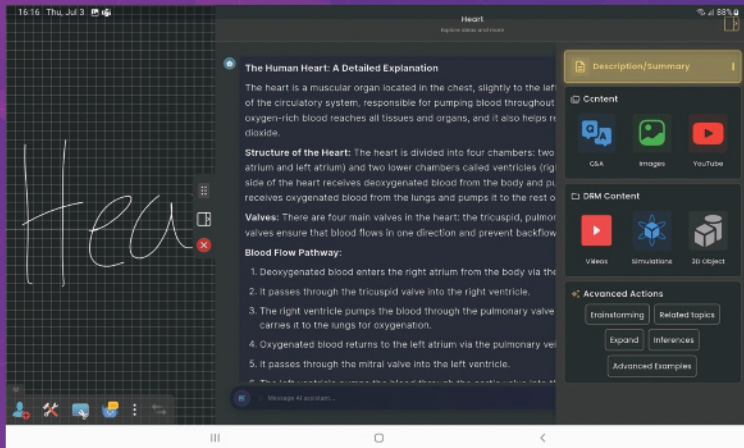 16:16 Thu, Jul 3
88%
Heart
Explore ideas and more
Hea
The Human Heart: A Detailed Explanation
The heart is a muscular organ located in the chest, slightly to the lef
of the circulatory system, responsible for pumping blood throughout
oxygen-rich blood reaches all tissues and organs, and it also helps re
dioxide.
Structure of the Heart: The heart is divided into four chambers: two
atrium and left atrium) and two lower chambers called ventricles (rig
side of the heart receives deoxygenated blood from the body and pu
receives oxygenated blood from the lungs and pumps it to the rest o
Valves: There are four main valves in the heart: the tricuspid, pulmor
valves ensure that blood flows in one direction and prevent backflow
Blood Flow Pathway:
1. Deoxygenated blood enters the right atrium from the body via the
2. It passes through the tricuspid valve into the right ventricle.
3. The right ventricle pumps the blood through the pulmonary valve
carries it to the lungs for oxygenation.
4. Oxygenated blood returns to the left atrium via the pulmonary vei
5. It passes through the mitral valve into the left ventricle.
Message AI assistant...
Description/Summary
Content
Q&A
Images
YouTube
DRM Content
Videos
Simulations
3D Object
Advanced Actions
Brainstorming
Related topics
Expand
Inferences
Advanced Examples